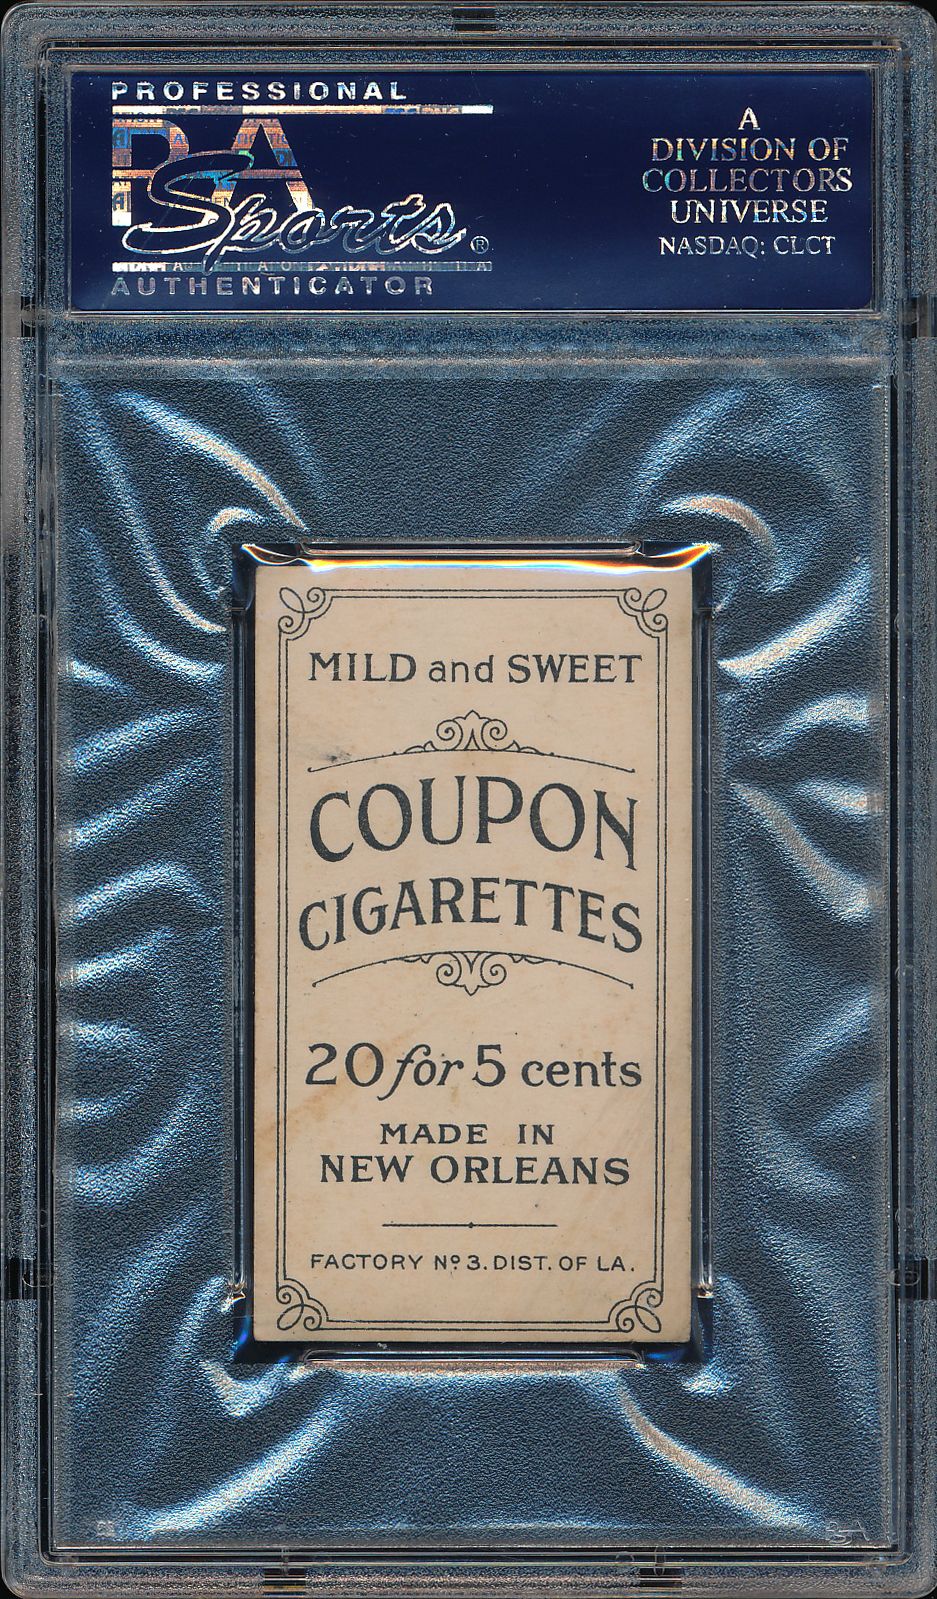 PROFESSIONAL
PSA
Sports®
AUTHENTICATOR
A
DIVISION OF
COLLECTORS
UNIVERSE
NASDAQ: CLCT
MILD and SWEET
COUPON
CIGARETTES
20 for 5 cents
MADE IN
NEW ORLEANS
FACTORY Nº 3. DIST. OF LA.